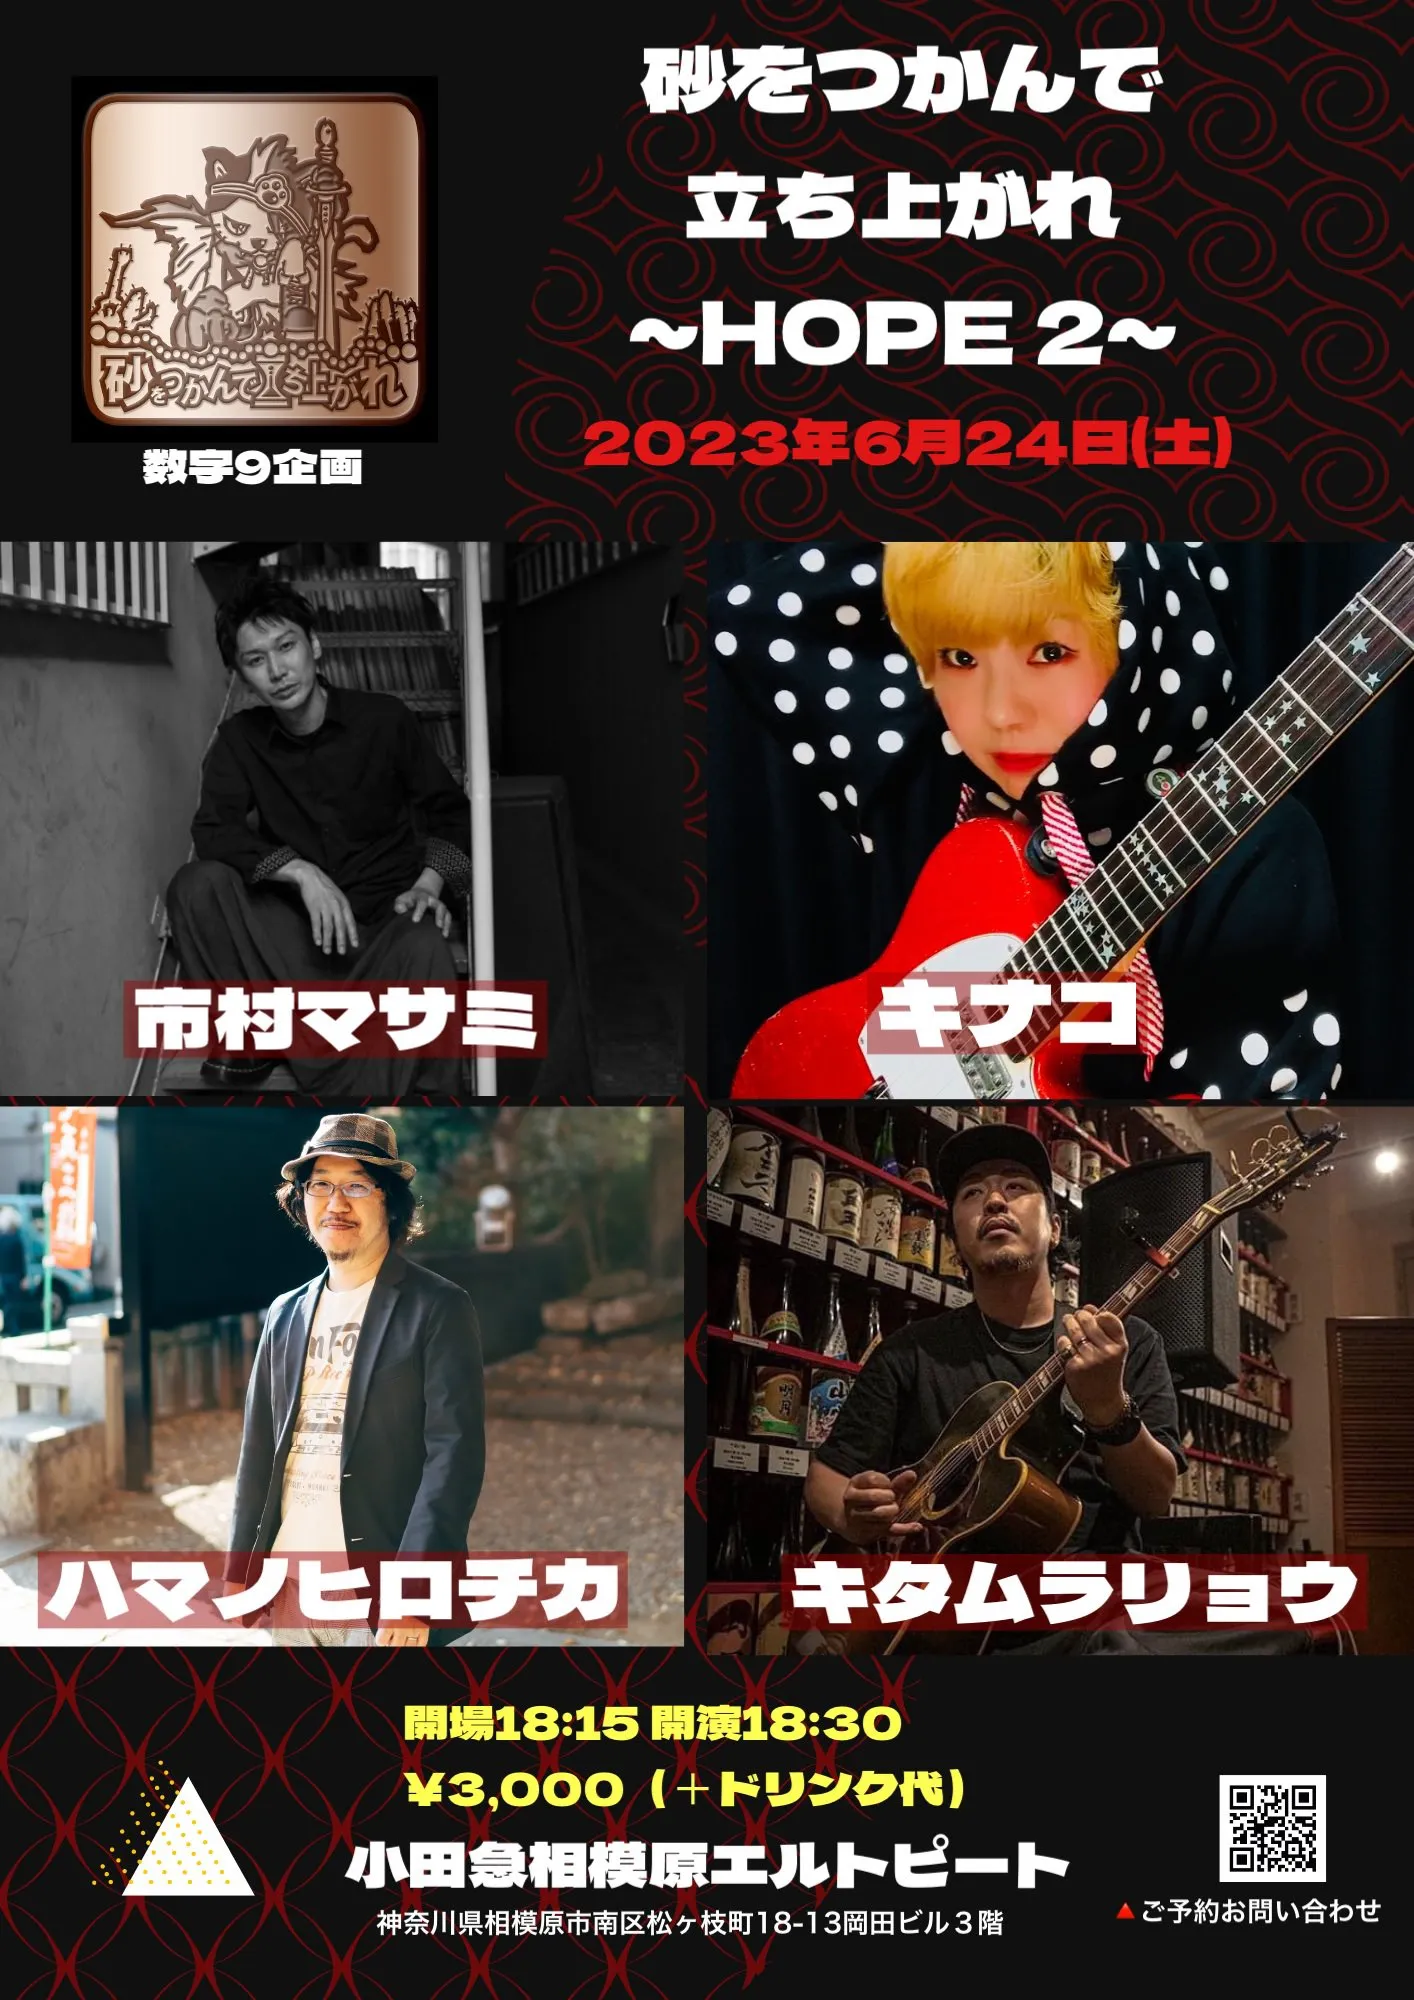 砂をつかんで
立ち上がれ
~HOPE 2~
2023年6月24日(土)
砂をつかんで立ち上がれ
数字9企画
市村マサミ
キナコ
ハマノヒロチカ
キタムラリョウ
開場18:15 開演18:30
¥3,000（＋ドリンク代）
小田急相模原エルトピート
神奈川県相模原市南区松ヶ枝町18-13岡田ビル３階
🔺ご予約お問い合わせ